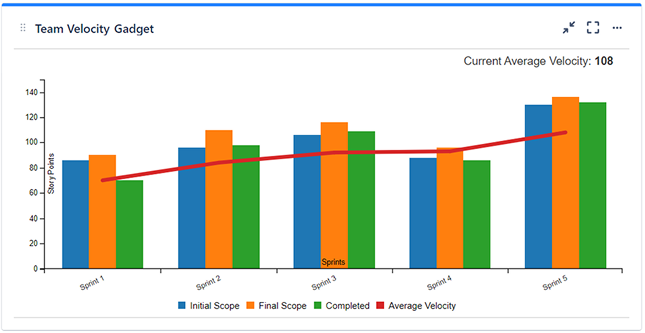 Team Velocity Gadget
Current Average Velocity: 108
Story Points
140
120
100
80
60
40
20
0
Sprint 1
Sprint 2
Sprint 3
Sprint 4
Sprint 5
Sprints
Initial Scope
Final Scope
Completed
Average Velocity